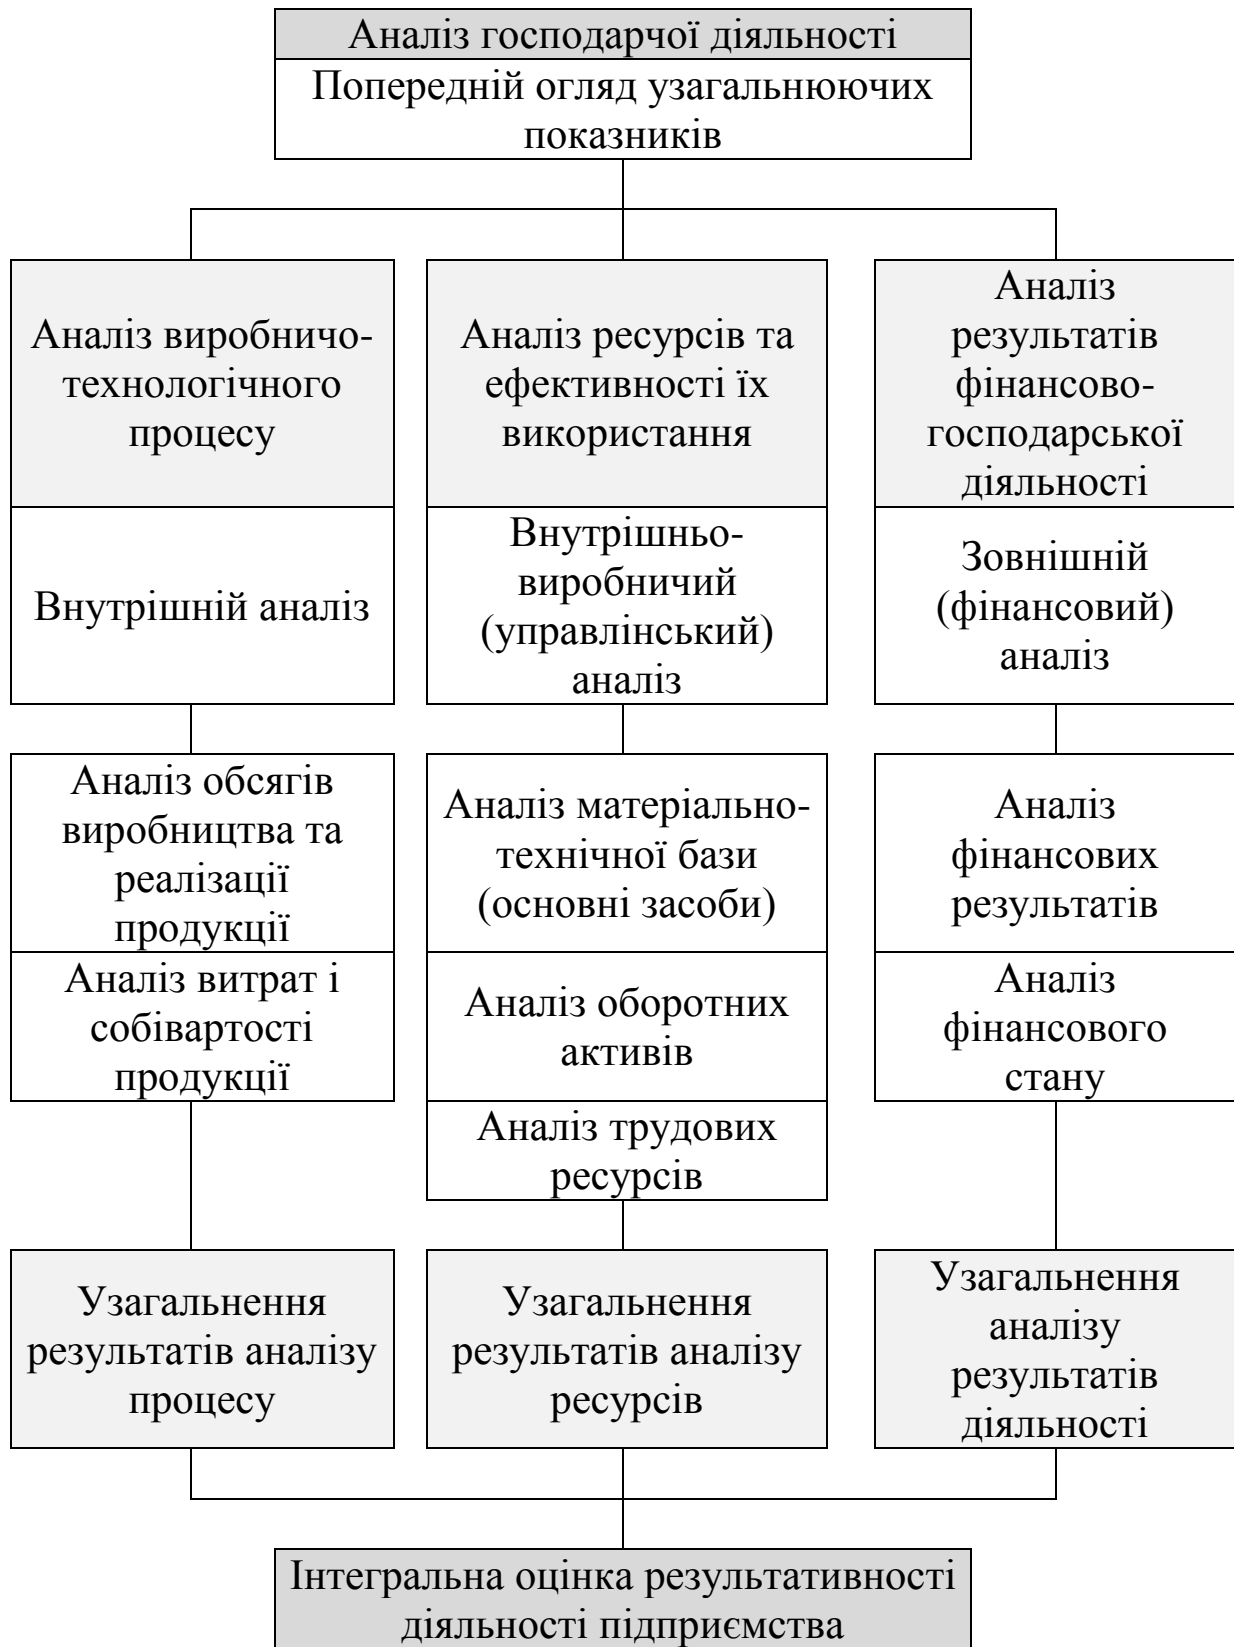 Аналіз господарчої діяльності
Попередній огляд узагальнюючих
показників
Аналіз виробничо-
технологічного
процесу
Аналіз ресурсів та
ефективності їх
використання
Аналіз
результатів
фінансово-
господарської
діяльності
Внутрішній аналіз
Внутрішньо-
виробничий
(управлінський)
аналіз
Зовнішній
(фінансовий)
аналіз
Аналіз обсягів
виробництва та
реалізації
продукції
Аналіз матеріально-
технічної бази
(основні засоби)
Аналіз
фінансових
результатів
Аналіз витрат і
собівартості
продукції
Аналіз оборотних
активів
Аналіз
фінансового
стану
Аналіз трудових
ресурсів
Узагальнення
результатів аналізу
процесу
Узагальнення
результатів аналізу
ресурсів
Узагальнення
аналізу
результатів
діяльності
Інтегральна оцінка результативності
діяльності підприємства